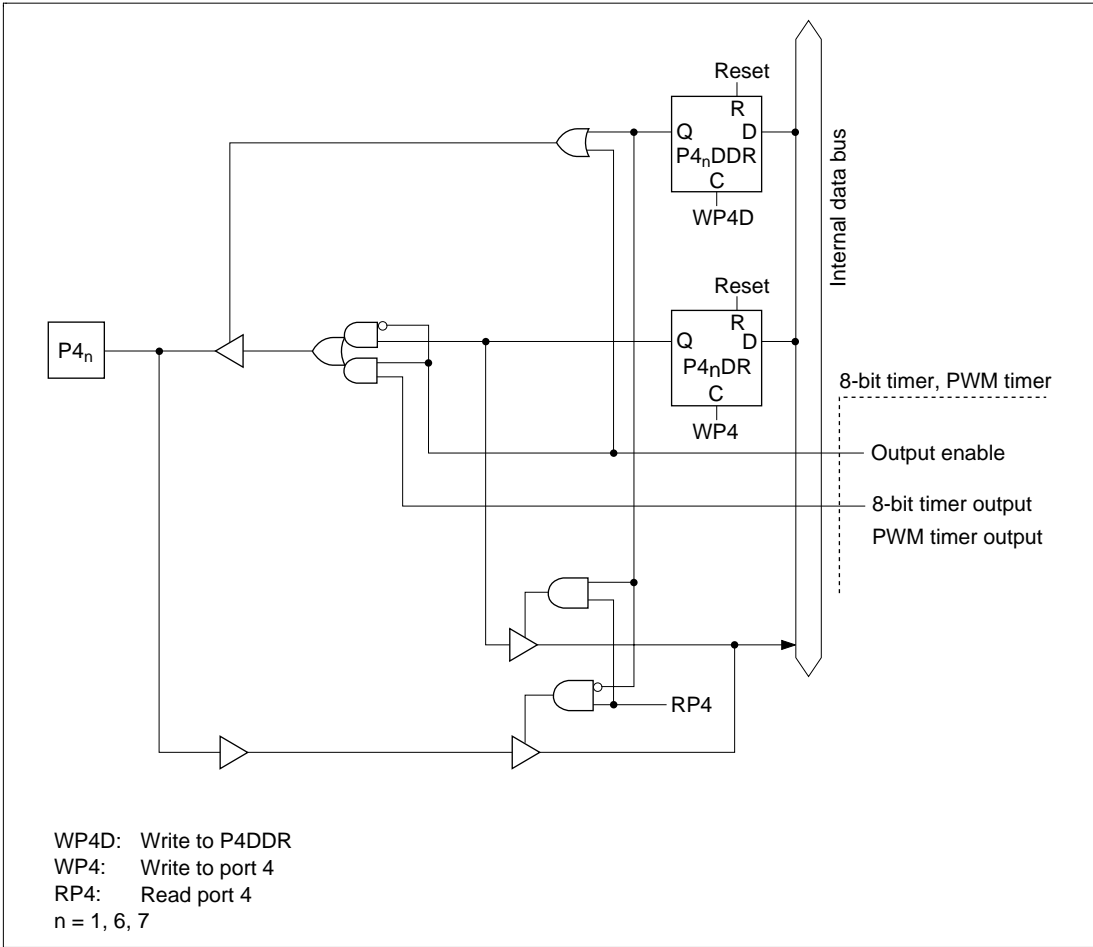 Reset
R
Q D
P4nDDR
C
WP4D
Internal data bus
Reset
R
Q D
P4nDR
C
WP4
P4n
8-bit timer, PWM timer
Output enable
8-bit timer output
PWM timer output
RP4
WP4D: Write to P4DDR
WP4: Write to port 4
RP4: Read port 4
n = 1, 6, 7